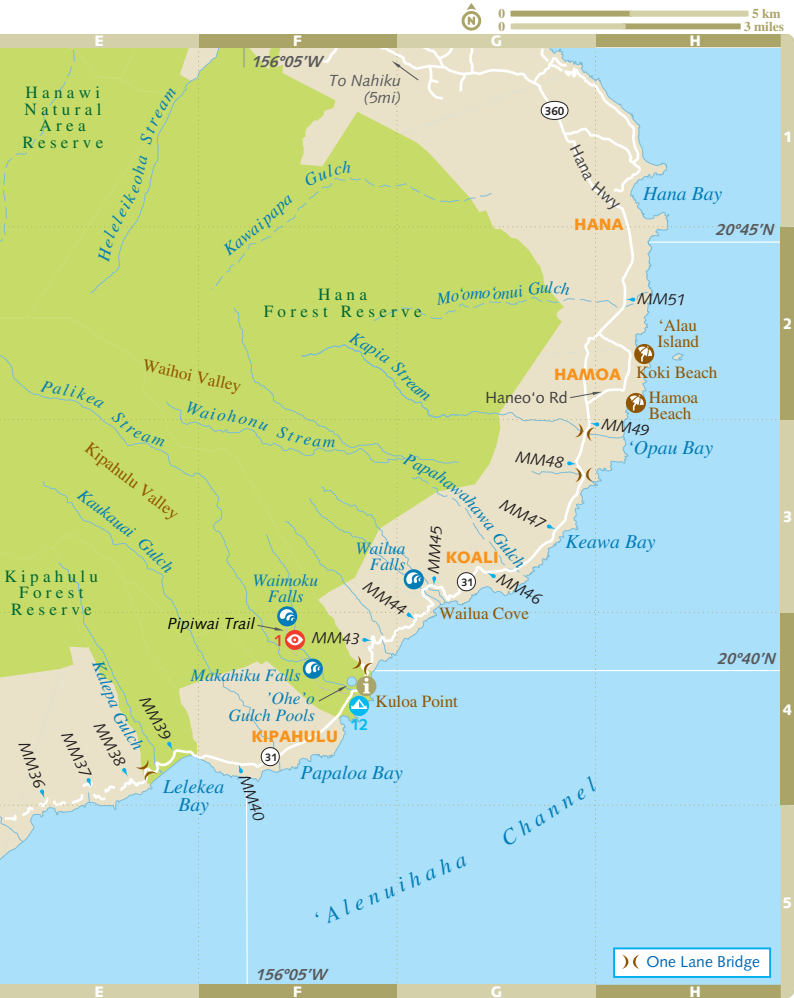 N
0 5 km
0 3 miles
E F G H
156°05'W
To Nahiku
(5mi)
Hanawi
Natural
Area
Reserve
Heleleikeoha Stream
360
1
Hana Hwy
Kawaipapa Gulch
Hana Bay
HANA
20°45'N
Hana
Forest Reserve
Mo'omo'onui Gulch
MM51
2
'Alau
Island
Kapia Stream
Koki Beach
HAMOA
Waihoi Valley
Haneo'o Rd
Hamoa
Beach
Palikea Stream
Waiohonu Stream
MM49
'Opau Bay
Kipahulu Valley
Papahawahawa Gulch
MM48
Kaukauai Gulch
MM47
3
Keawa Bay
MM45
Wailua
Falls
KOALI
Kipahulu
Forest
Reserve
Waimoku
Falls
31
MM46
MM44
Wailua Cove
Pipiwai Trail
1
MM43
20°40'N
Makahiku Falls
Kalepa Gulch
'Ohe'o
Gulch Pools
i
Kuloa Point
4
MM39
12
KIPAHULU
MM38
MM37
MM36
31
Papaloa Bay
Lelekea
Bay
MM40
'Alenuihaha Channel
5
156°05'W
One Lane Bridge
E F G H